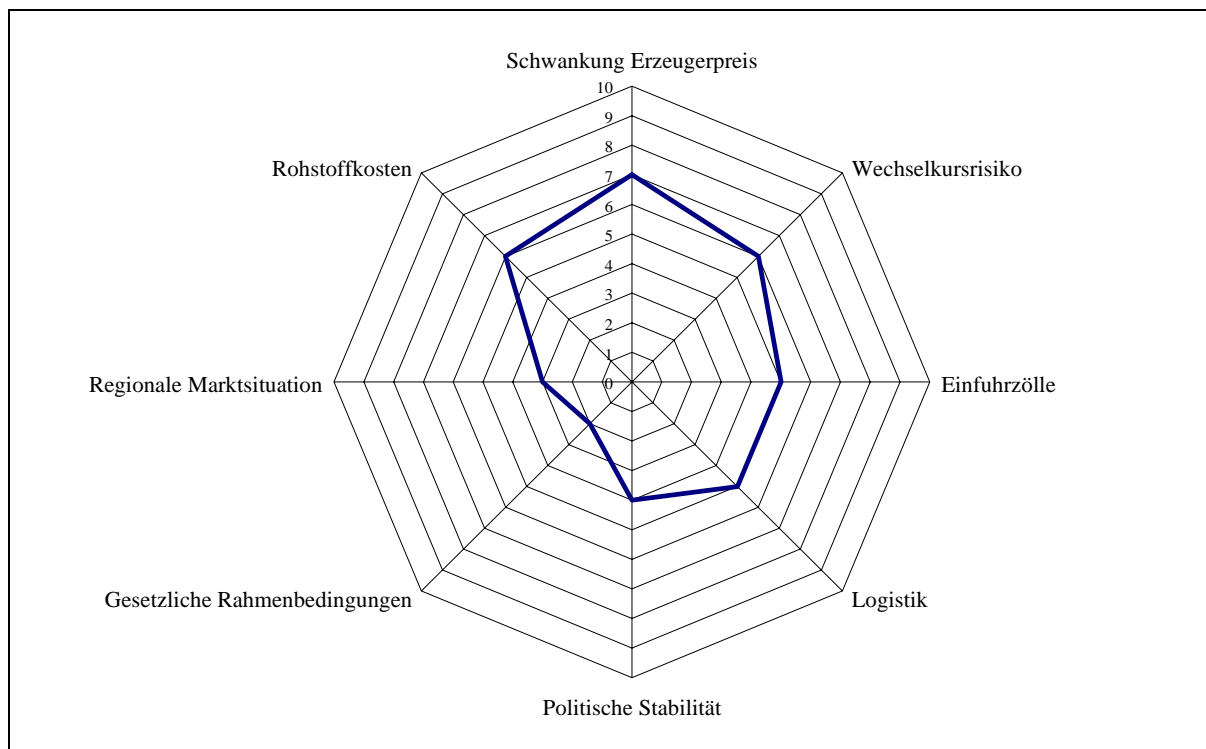 Schwankung Erzeugerpreis
10
9
8
7
6
5
4
3
2
1
0
Rohstoffkosten
Wechselkursrisiko
Regionale Marktsituation
Einfuhrzölle
Gesetzliche Rahmenbedingungen
Logistik
Politische Stabilität